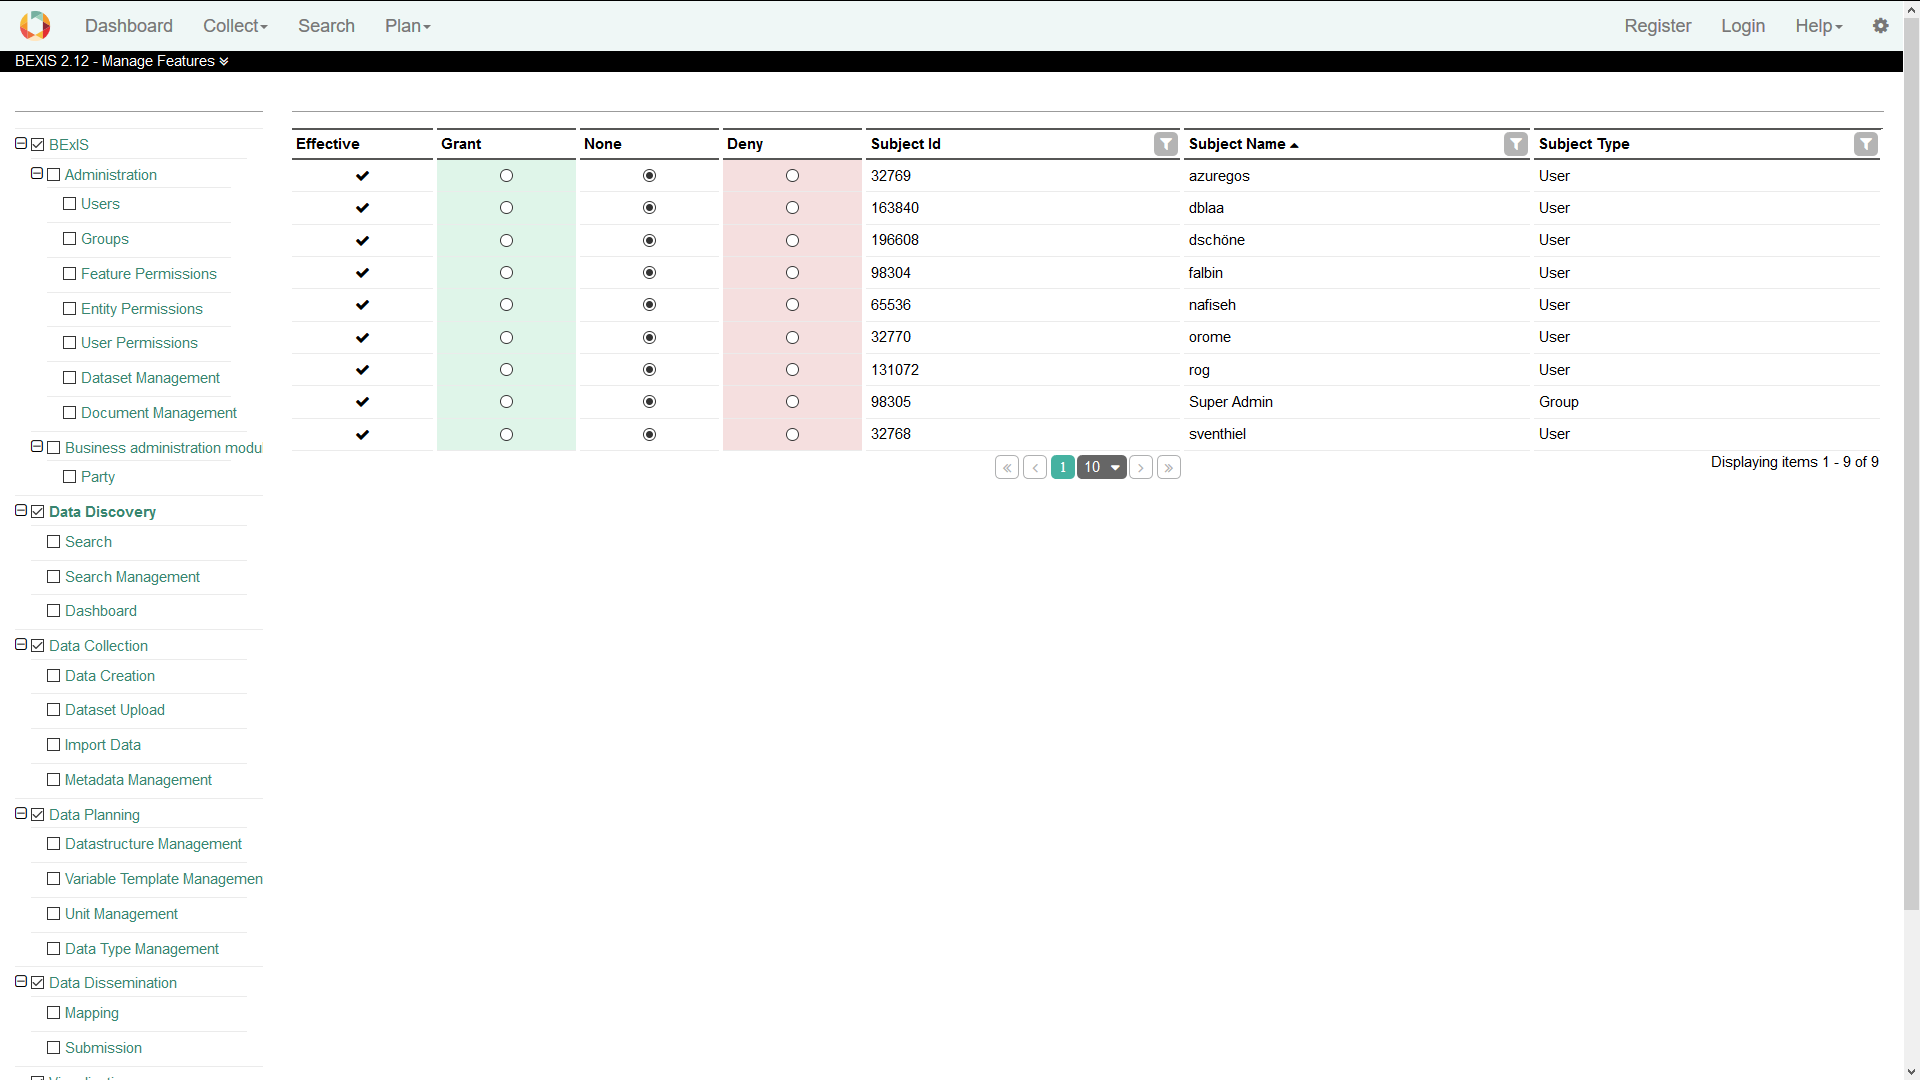 Dashboard Collect Search Plan Register Login Help
BEXIS 2.12 - Manage Features
BExIS
Administration
Users
Groups
Feature Permissions
Entity Permissions
User Permissions
Dataset Management
Document Management
Business administration modu
Party
Data Discovery
Search
Search Management
Dashboard
Data Collection
Data Creation
Dataset Upload
Import Data
Metadata Management
Data Planning
Datastructure Management
Variable Template Managemen
Unit Management
Data Type Management
Data Dissemination
Mapping
Submission
Effective Grant None Deny Subject Id Subject Name Subject Type
32769 azuregos User
163840 dblaa User
196608 dschöne User
98304 falbin User
65536 nafiseh User
32770 orome User
131072 rog User
98305 Super Admin Group
32768 sventhiel User
« ‹ 1 10 › »
Displaying items 1 - 9 of 9